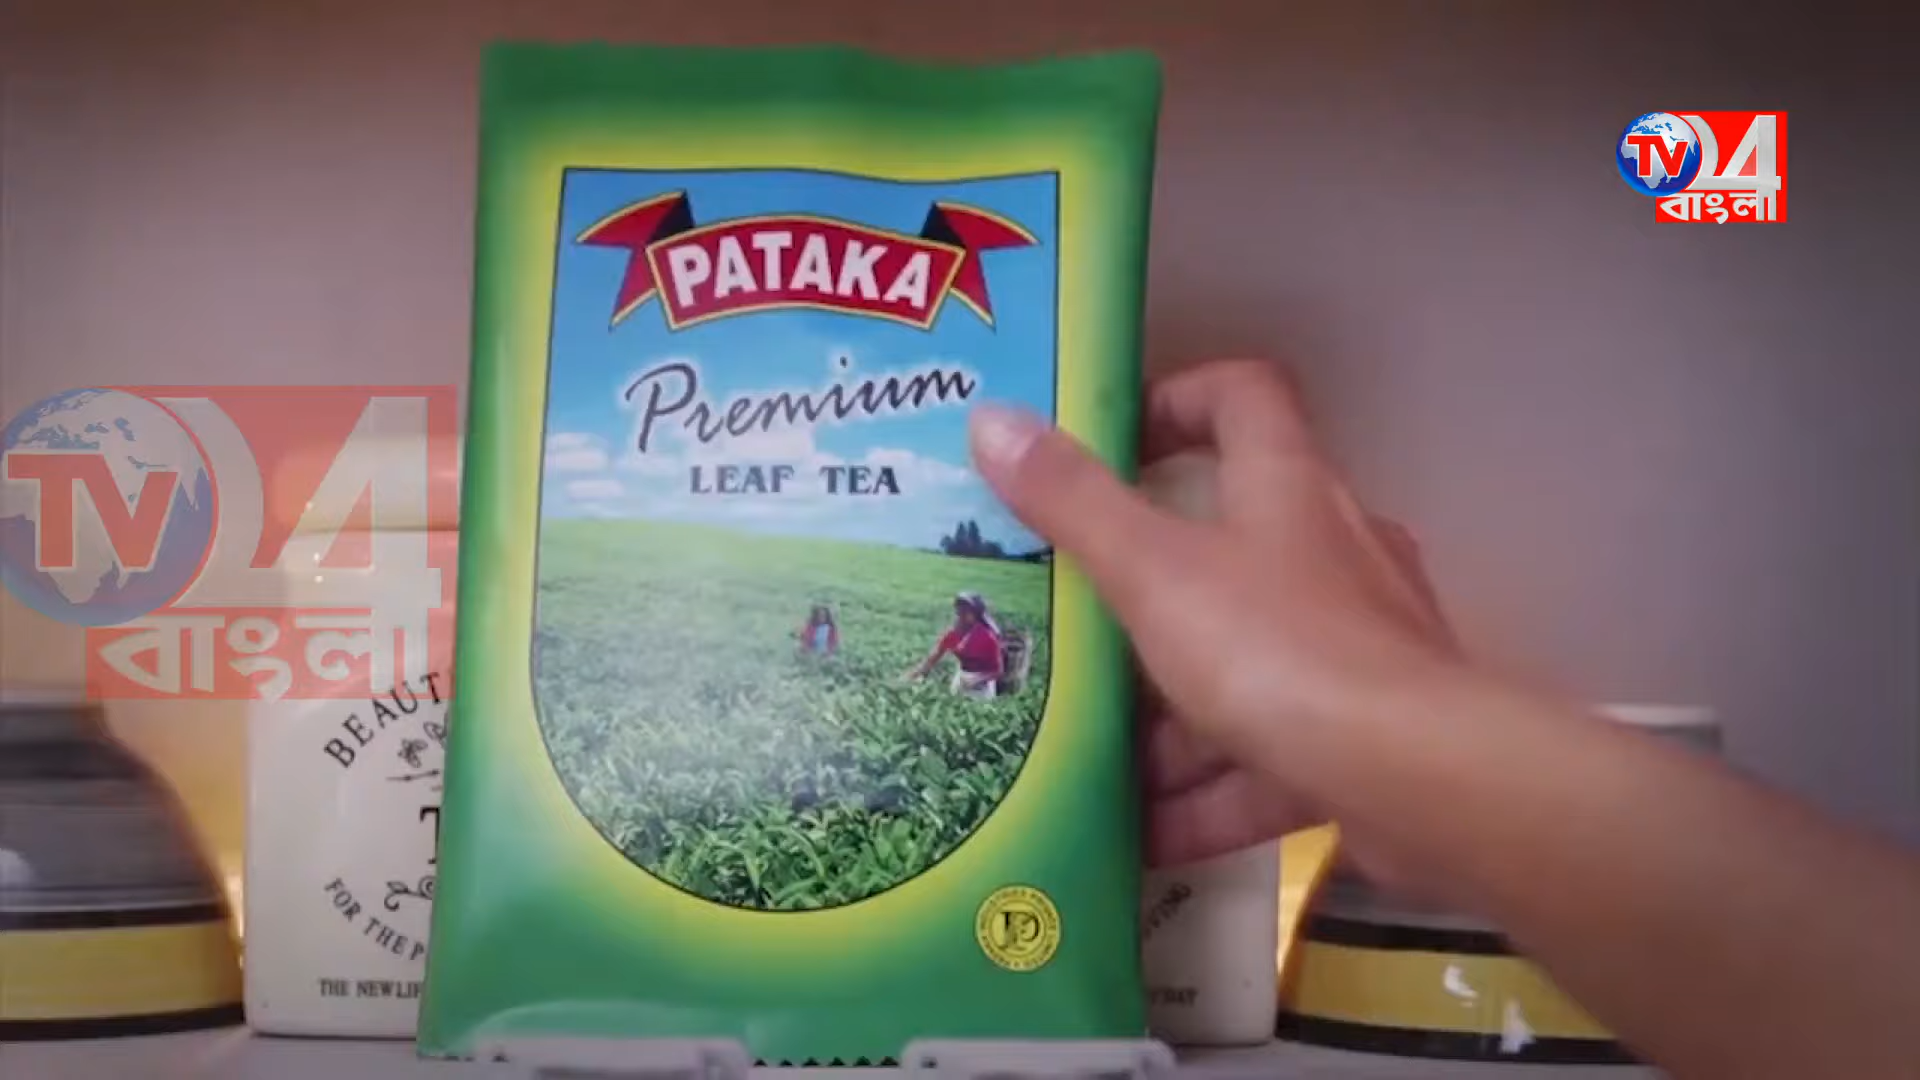 PATAKA
Premium
LEAF TEA
TV 24
বাংলা
TV 24
বাংলা
BEAUT
FOR THE P
THE NEWLIF